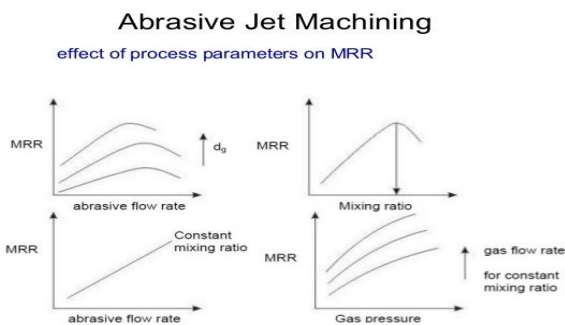 Abrasive Jet Machining
effect of process parameters on MRR
MRR
dg
abrasive flow rate
MRR
Mixing ratio
MRR
Constant
mixing ratio
abrasive flow rate
MRR
gas flow rate
for constant
mixing ratio
Gas pressure